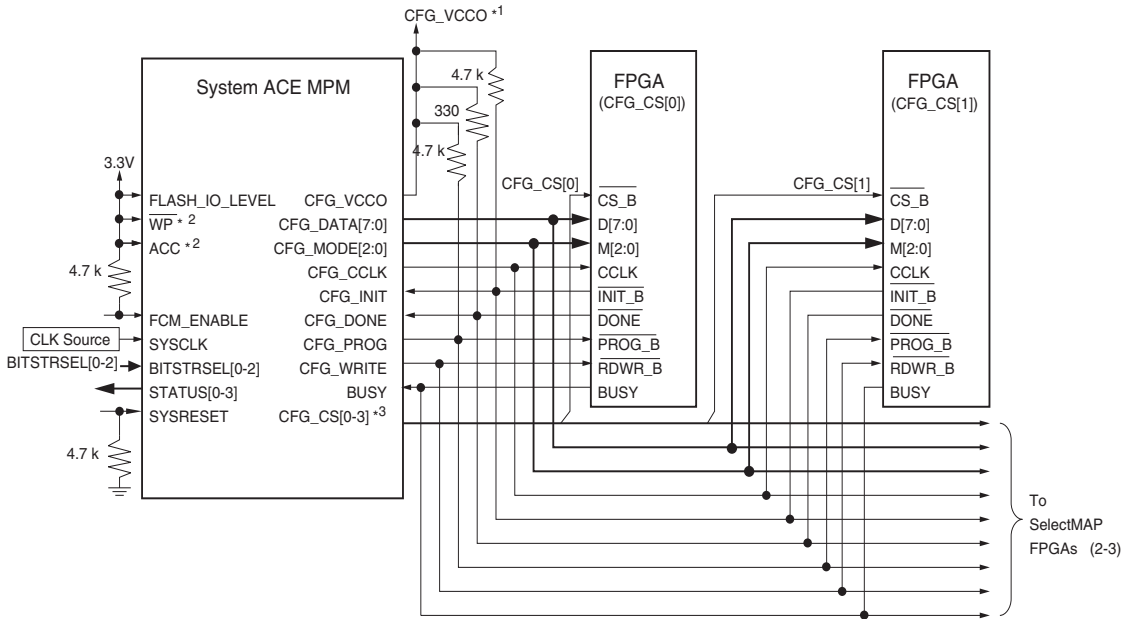 CFG_VCCO *1
System ACE MPM
4.7 k
330
4.7 k
3.3V
FLASH_IO_LEVEL
WP *2
ACC *2
4.7 k
FCM_ENABLE
CLK Source
SYSCLK
BITSTRSEL[0-2]
BITSTRSEL[0-2]
STATUS[0-3]
SYSRESET
4.7 k
CFG_VCCO
CFG_DATA[7:0]
CFG_MODE[2:0]
CFG_CCLK
CFG_INIT
CFG_DONE
CFG_PROG
CFG_WRITE
BUSY
CFG_CS[0-3] *3
FPGA
(CFG_CS[0])
CFG_CS[0]
CS_B
D[7:0]
M[2:0]
CCLK
INIT_B
DONE
PROG_B
RDWR_B
BUSY
FPGA
(CFG_CS[1])
CFG_CS[1]
CS_B
D[7:0]
M[2:0]
CCLK
INIT_B
DONE
PROG_B
RDWR_B
BUSY
To
SelectMAP
FPGAs (2-3)